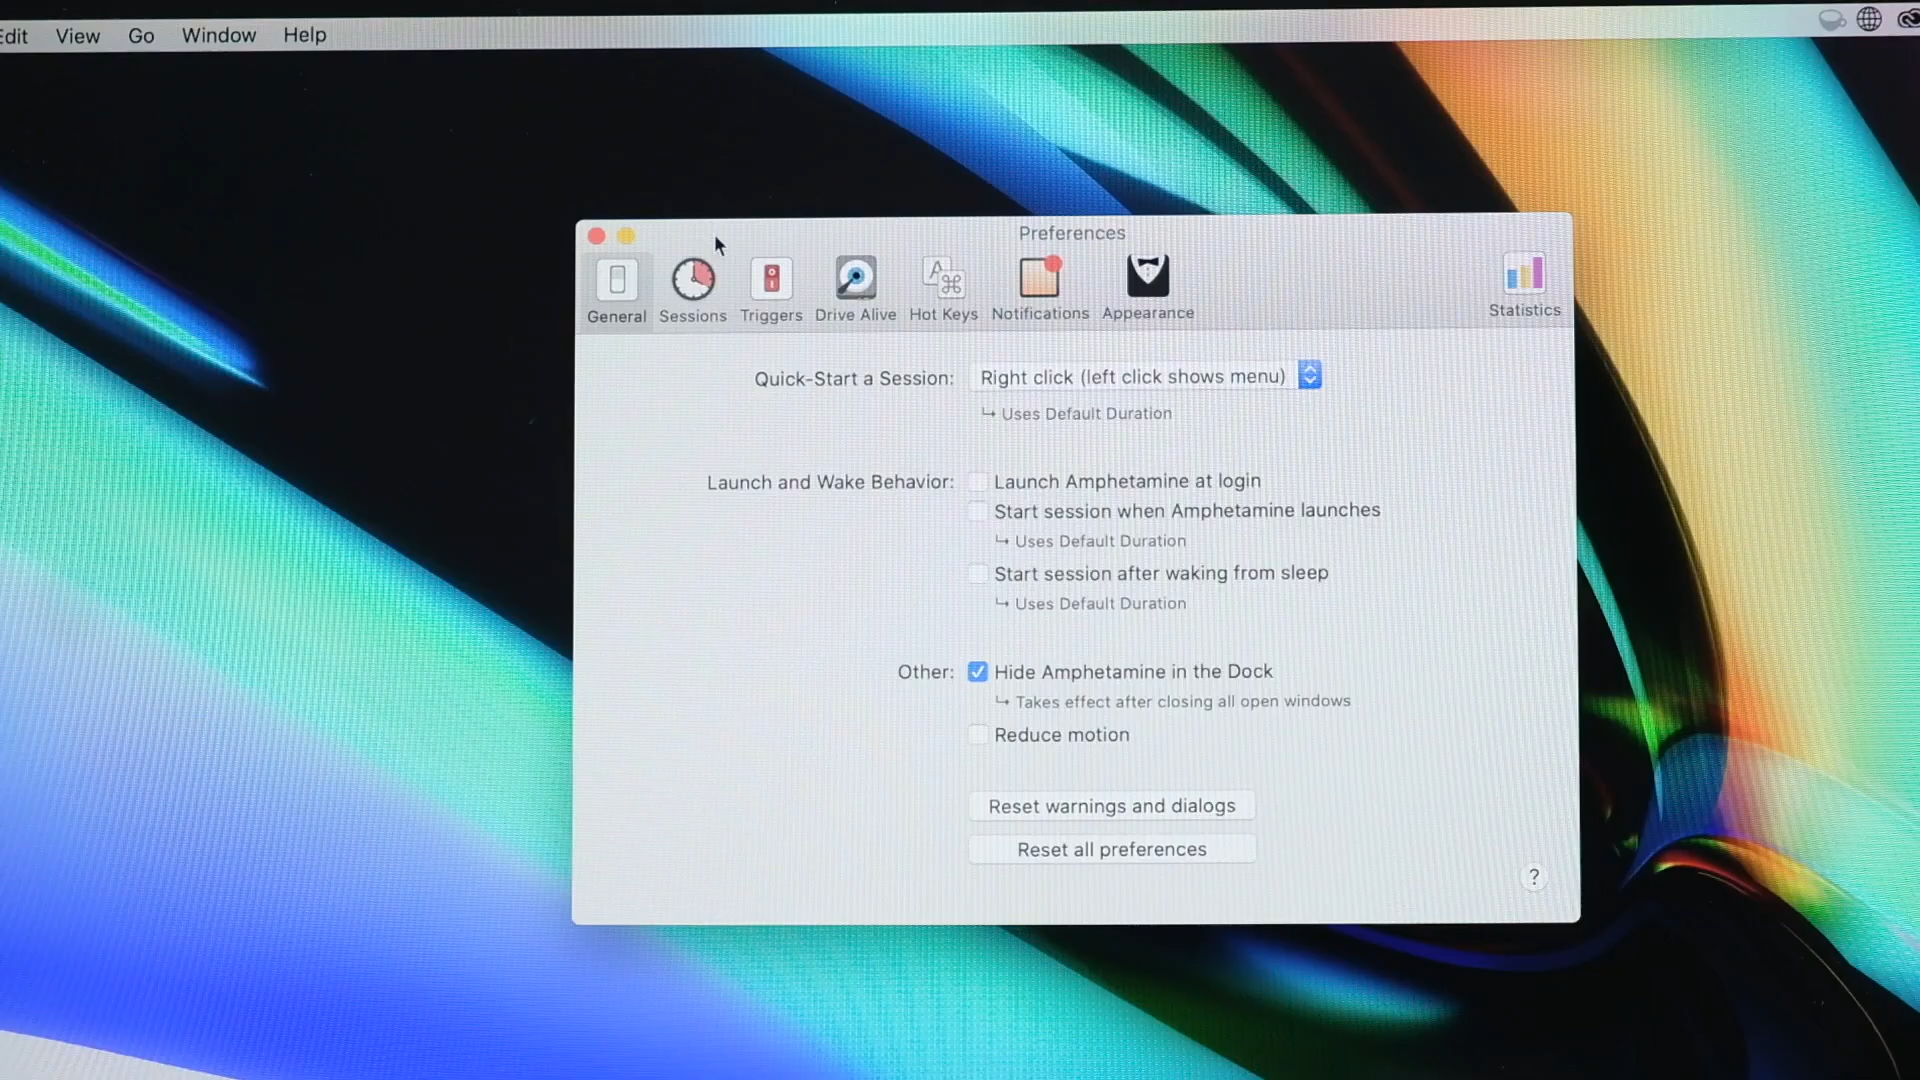 Edit View Go Window Help
Preferences
General Sessions Triggers Drive Alive Hot Keys Notifications Appearance Statistics
Quick-Start a Session: Right click (left click shows menu)
↳ Uses Default Duration
Launch and Wake Behavior: Launch Amphetamine at login
Start session when Amphetamine launches
↳ Uses Default Duration
Start session after waking from sleep
↳ Uses Default Duration
Other: Hide Amphetamine in the Dock
↳ Takes effect after closing all open windows
Reduce motion
Reset warnings and dialogs
Reset all preferences
?